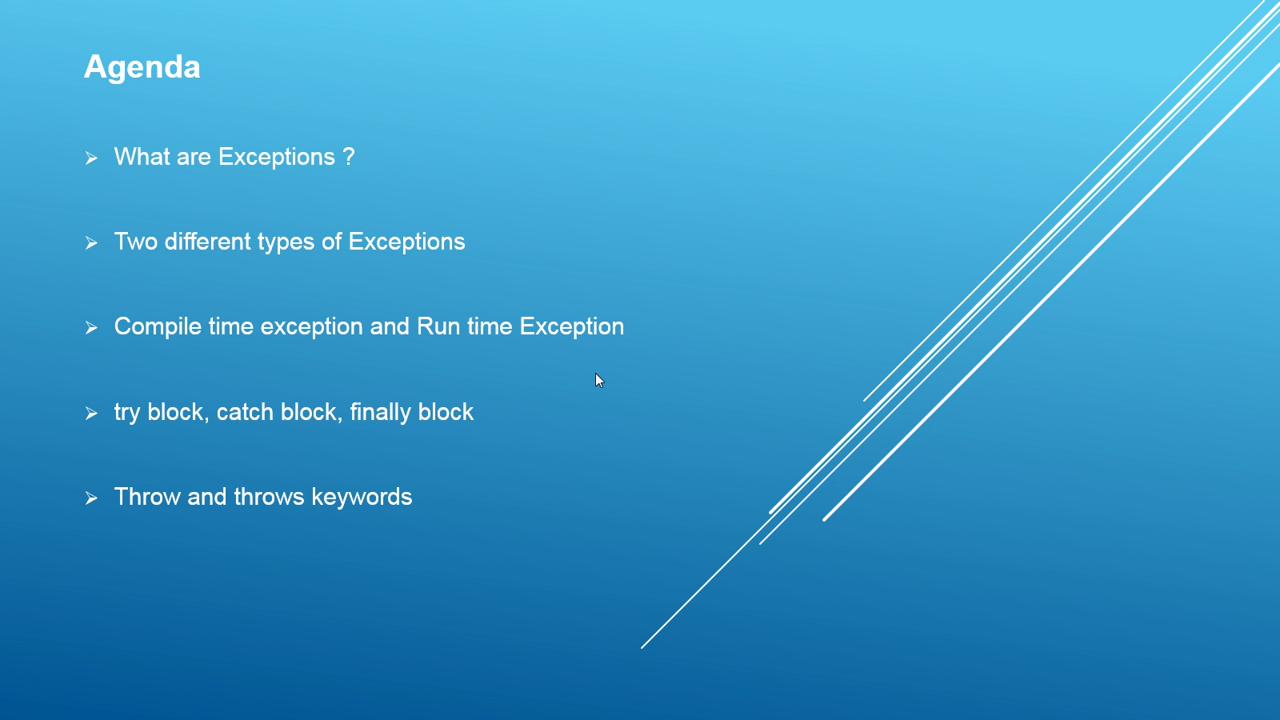 Agenda
What are Exceptions ?
Two different types of Exceptions
Compile time exception and Run time Exception
try block, catch block, finally block
Throw and throws keywords